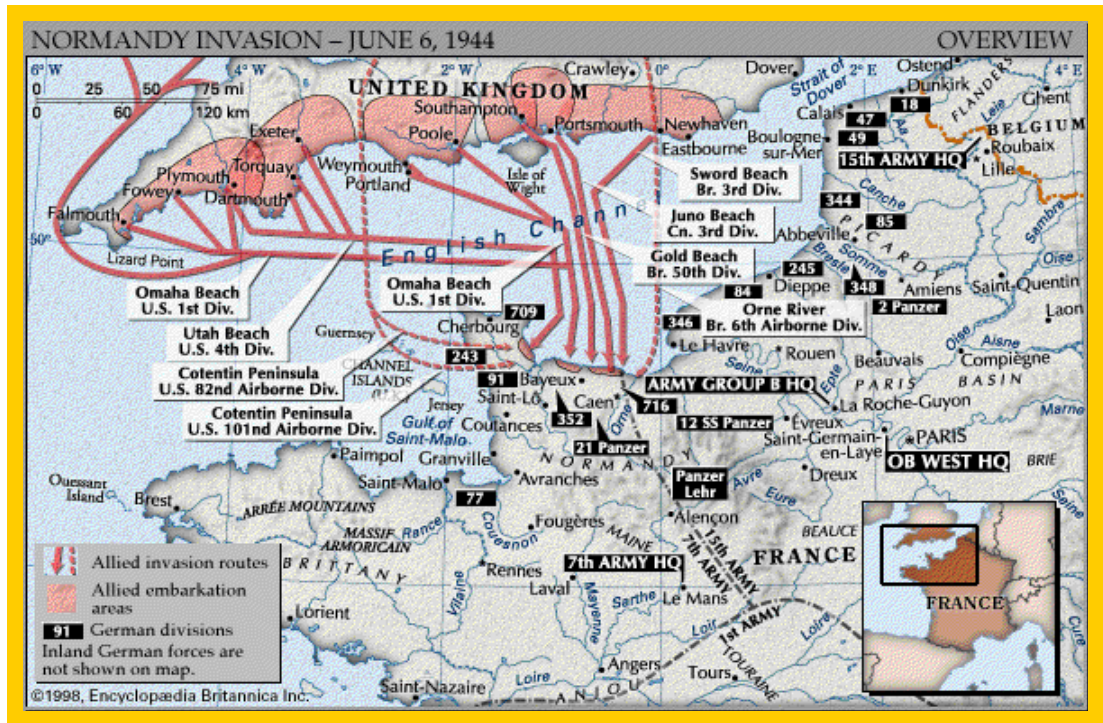 NORMANDY INVASION – JUNE 6, 1944
OVERVIEW
6° W
4° W
2° W
0°
2° E
4° E
0 25 50 75 mi
0 60 120 km
50°
UNITED KINGDOM
Crawley
Dover
Strait of
Dover
Ostend
Dunkirk
FLANDERS
Ghent
Southampton
Portsmouth
Newhaven
Eastbourne
Calais
18
47
49
Aa
Leie
BELGIUM
Exeter
Poole
Boulogne
sur-Mer
15th ARMY HQ
Roubaix
Lille
Torquay
Weymouth
Portland
Isle of
Wight
Plymouth
Fowey
Dartmouth
Falmouth
Lizard Point
English Channel
Sword Beach
Br. 3rd Div.
Juno Beach
Cn. 3rd Div.
Gold Beach
Br. 50th Div.
Orne River
Br. 6th Airborne Div.
Omaha Beach
U.S. 1st Div.
Omaha Beach
U.S. 1st Div.
Utah Beach
U.S. 4th Div.
Cotentin Peninsula
U.S. 82nd Airborne Div.
Cotentin Peninsula
U.S. 101nd Airborne Div.
344
Canche
85
Abbeville
PICARDY
Sambre
Somme
Bresle
245
Dieppe
84
348
Amiens
2 Panzer
Saint-Quentin
Oise
Laon
709
Cherbourg
Guernsey
CHANNEL
ISLANDS
(U.K.)
243
346
Le Havre
Seine
Rouen
Beauvais
Oise
Aisne
Compiègne
91
Bayeux
Saint-Lô
Caen
Orne
716
352
21 Panzer
ARMY GROUP B HQ
Epte
PARIS BASIN
La Roche-Guyon
Marne
12 SS Panzer
Évreux
Saint-Germain-
en-Laye
PARIS
OB WEST HQ
BRIE
Jersey
Gulf of
Saint-Malo
Coutances
Granville
NORMANDY
Panzer
Lehr
Avre
Eure
Dreux
Seine
Paimpol
Saint-Malo
Avranches
77
Couesnon
Fougères
MAINE
Alençon
BEAUCE
FRANCE
15th ARMY
7th ARMY
Ouessant
Island
Brest
ARRÉE MOUNTAINS
MASSIF
ARMORICAIN
Rance
BRITTANY
Rennes
Vilaine
7th ARMY HQ
Laval
Mayenne
Sarthe
Le Mans
Loir
1st ARMY
Loire
Lorient
Angers
Tours
TOURAINE
Loire
ANJOU
Saint-Nazaire
Cure
FRANCE
Allied invasion routes
Allied embarkation
areas
91 German divisions
Inland German forces are
not shown on map.
©1998, Encyclopædia Britannica Inc.